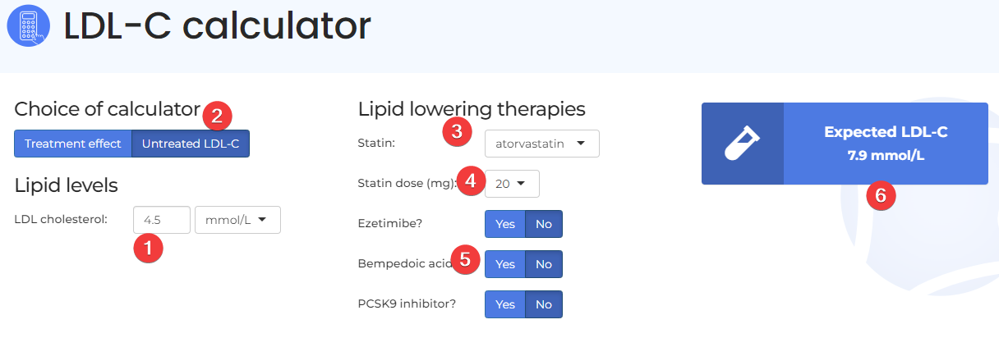 LDL-C calculator
Choice of calculator
2
Treatment effect
Untreated LDL-C
Lipid levels
LDL cholesterol:
4.5
mmol/L
1
Lipid lowering therapies
3
Statin:
atorvastatin
Statin dose (mg):
4
20
Ezetimibe?
Yes
No
Bempedoic acid
5
Yes
No
PCSK9 inhibitor?
Yes
No
Expected LDL-C
7.9 mmol/L
6